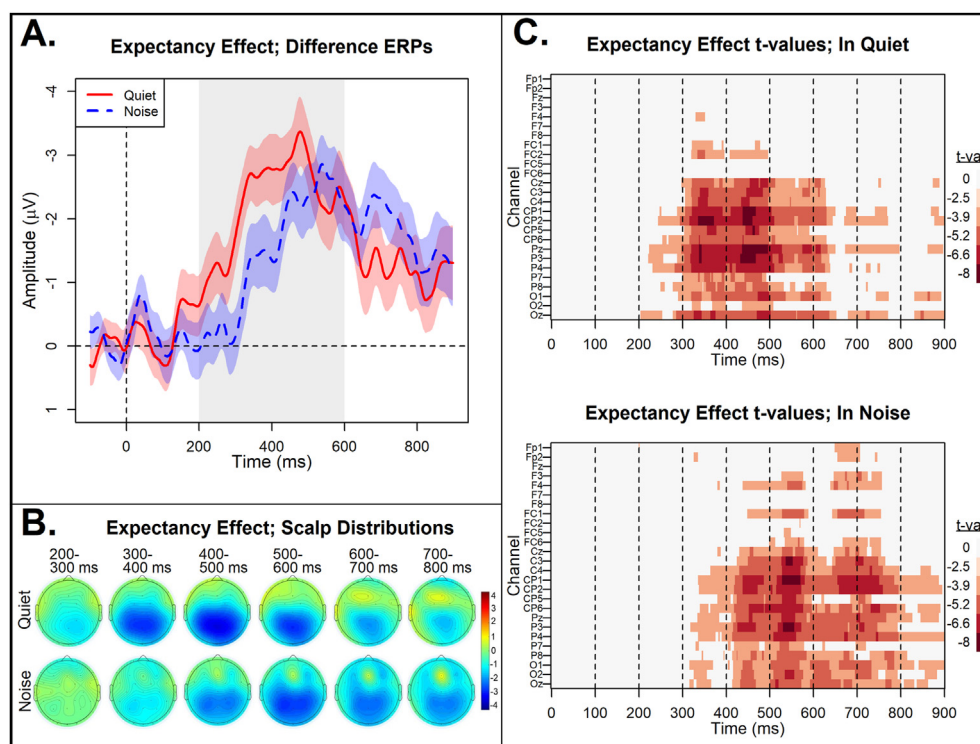 A.
Expectancy Effect; Difference ERPs
Quiet
Noise
-4
-3
-2
-1
0
1
Amplitude (μV)
0 200 400 600 800
Time (ms)
B.
Expectancy Effect; Scalp Distributions
200-300 ms
300-400 ms
400-500 ms
500-600 ms
600-700 ms
700-800 ms
Quiet
Noise
4
3
2
1
0
-1
-2
-3
-4
C.
Expectancy Effect t-values; In Quiet
Channel
Fp1
Fp2
Fz
F3
F4
F7
F8
FC1
FC2
FC5
FC6
Cz
C3
C4
CP1
CP2
CP5
CP6
Pz
P3
P4
P7
P8
O1
O2
Oz
0 100 200 300 400 500 600 700 800 900
Time (ms)
t-va
0
-2.5
-3.9
-5.2
-6.6
-8
Expectancy Effect t-values; In Noise
Channel
Fp1
Fp2
Fz
F3
F4
F7
F8
FC1
FC2
FC5
FC6
Cz
C3
C4
CP1
CP2
CP5
CP6
Pz
P3
P4
P7
P8
O1
O2
Oz
0 100 200 300 400 500 600 700 800 900
Time (ms)
t-va
0
-2.5
-3.9
-5.2
-6.6
-8